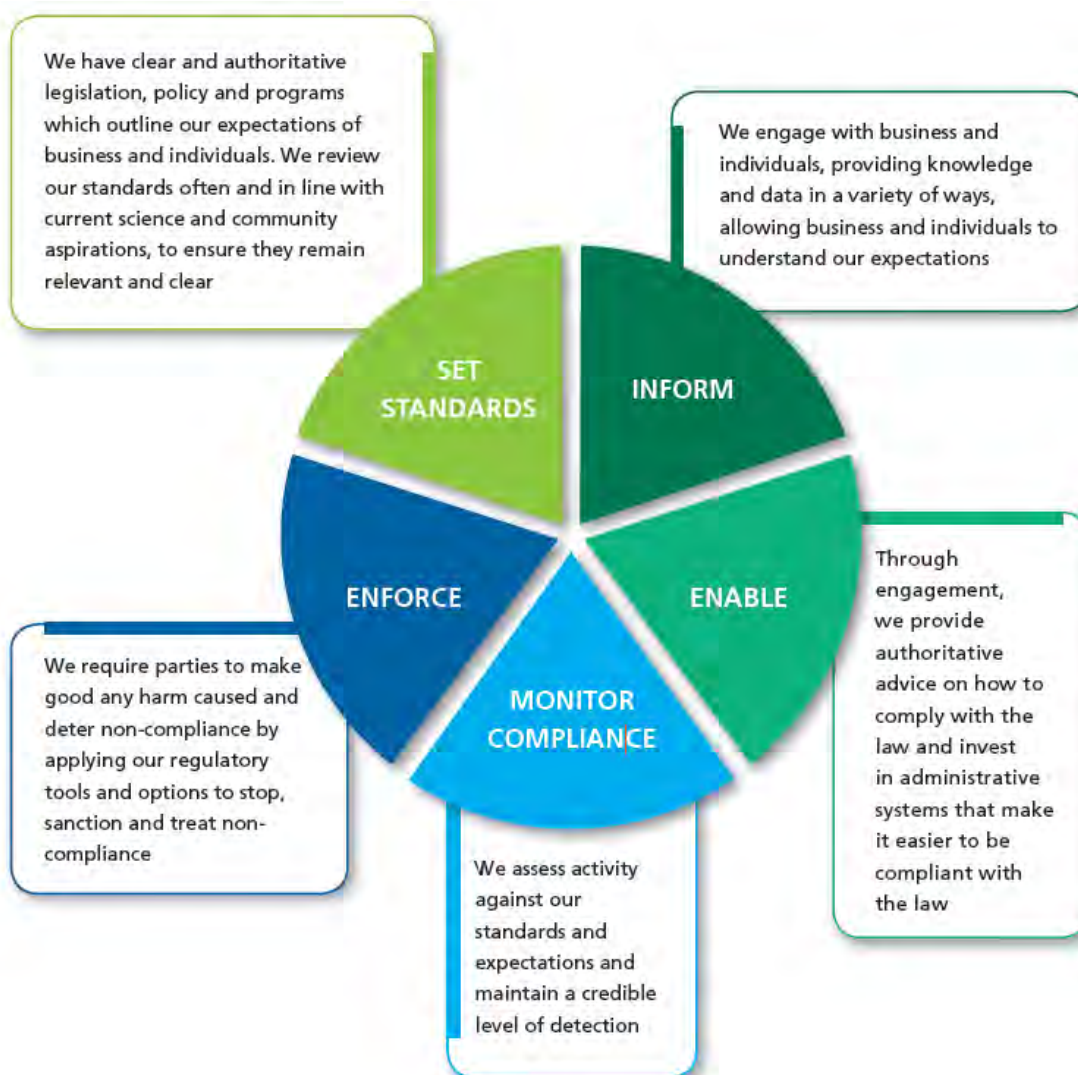 We have clear and authoritative
legislation, policy and programs
which outline our expectations of
business and individuals. We review
our standards often and in line with
current science and community
aspirations, to ensure they remain
relevant and clear
We engage with business and
individuals, providing knowledge
and data in a variety of ways,
allowing business and individuals to
understand our expectations
SET
STANDARDS
INFORM
ENFORCE
ENABLE
MONITOR
COMPLIANCE
Through
engagement,
we provide
authoritative
advice on how to
comply with the
law and invest
in administrative
systems that make
it easier to be
compliant with
the law
We require parties to make
good any harm caused and
deter non-compliance by
applying our regulatory
tools and options to stop,
sanction and treat non-
compliance
We assess activity
against our
standards and
expectations and
maintain a credible
level of detection